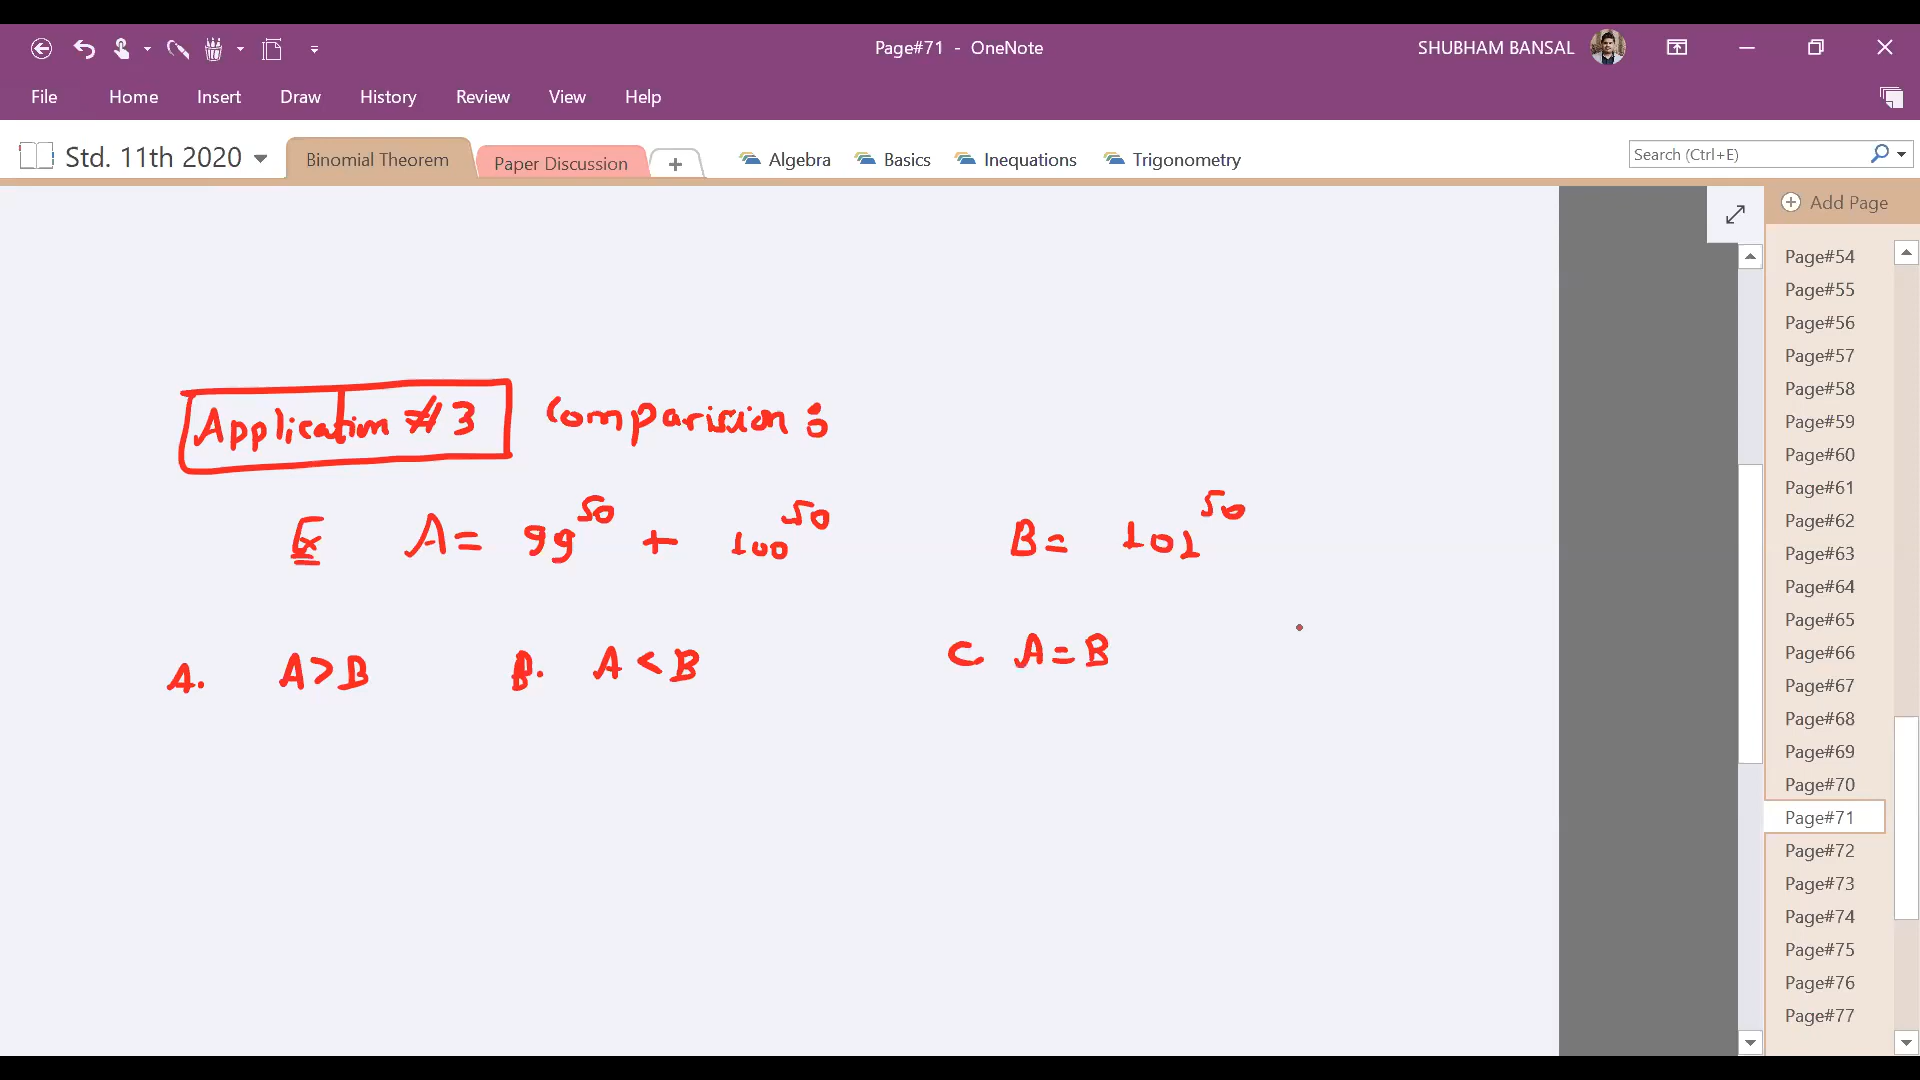 Page#71 - OneNote
SHUBHAM BANSAL
File Home Insert Draw History Review View Help
Std. 11th 2020 Binomial Theorem Paper Discussion + Algebra Basics Inequations Trigonometry Search (Ctrl+E)
Add Page
Application #3 Comparision :
Ex A = 99^50 + 100^50 B = 101^50
A. A > B B. A < B C A = B
Page#54
Page#55
Page#56
Page#57
Page#58
Page#59
Page#60
Page#61
Page#62
Page#63
Page#64
Page#65
Page#66
Page#67
Page#68
Page#69
Page#70
Page#71
Page#72
Page#73
Page#74
Page#75
Page#76
Page#77